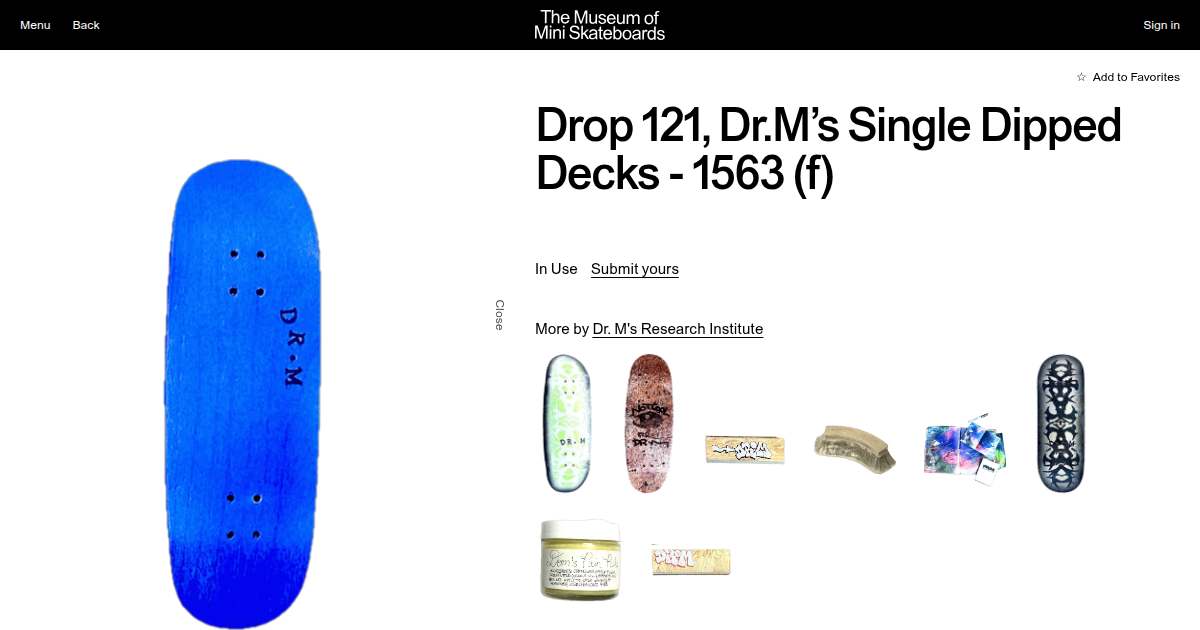 Menu
Back
The Museum of
Mini Skateboards
Sign in
☆ Add to Favorites
Drop 121, Dr.M’s Single Dipped
Decks - 1563 (f)
DR.M
Close
In Use
Submit yours
More by Dr. M's Research Institute
DR.M